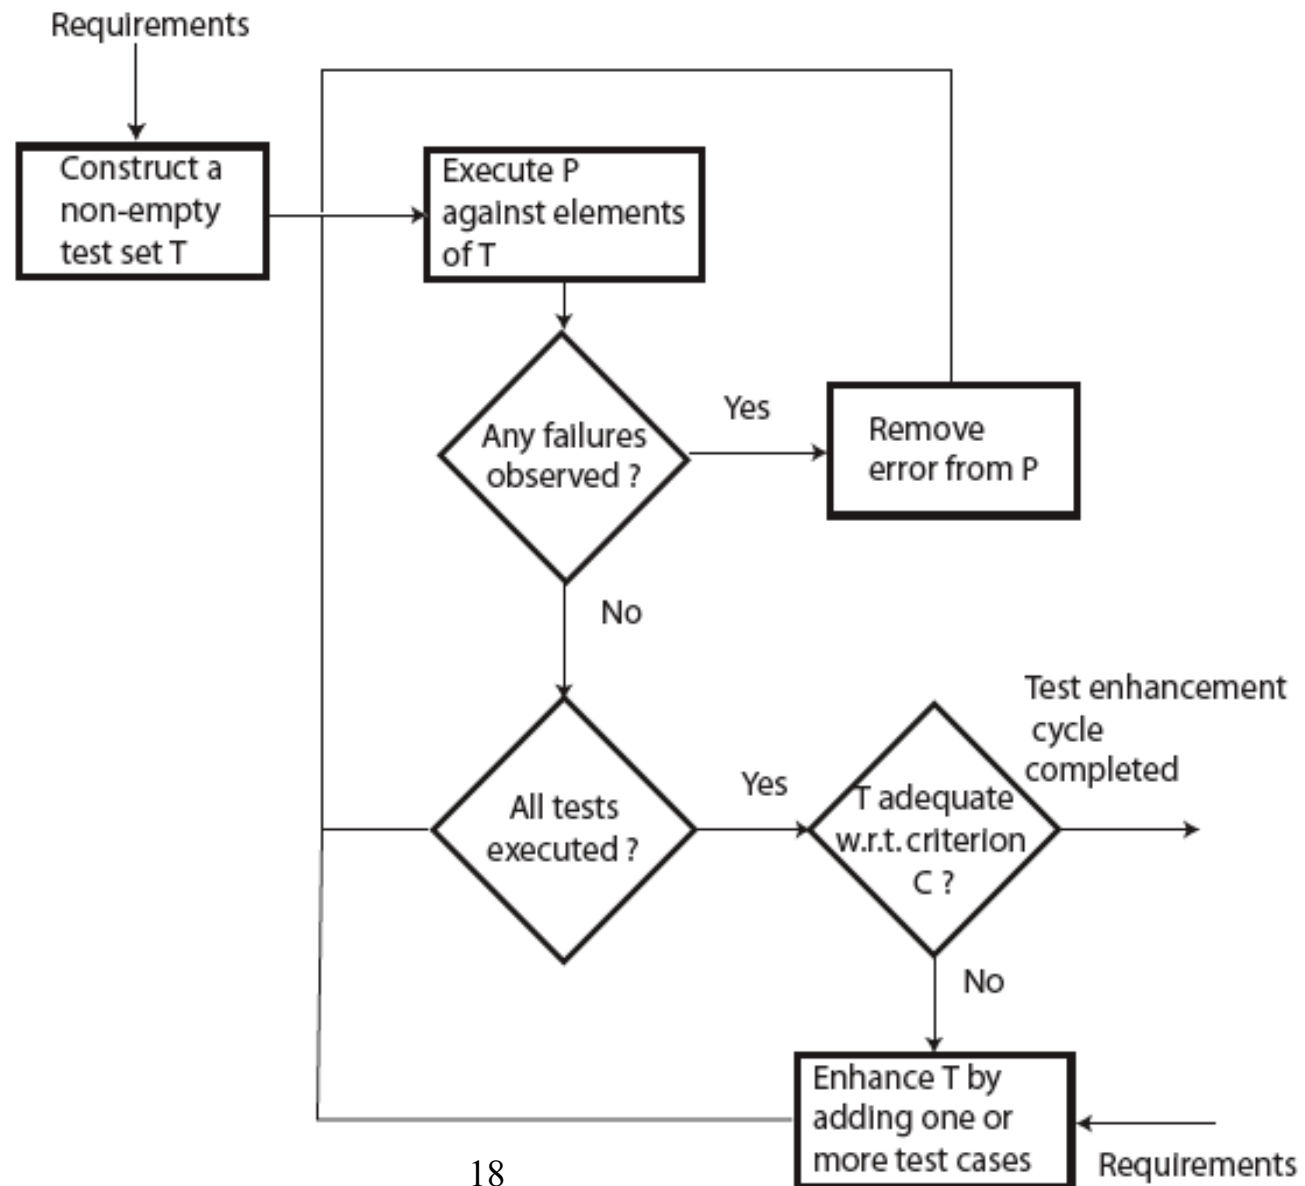 Requirements
Construct a
non-empty
test set T
Execute P
against elements
of T
Any failures
observed ?
Yes
Remove
error from P
No
All tests
executed ?
Yes
T adequate
w.r.t. criterion
C ?
Test enhancement
cycle
completed
No
Enhance T by
adding one or
more test cases
Requirements
18